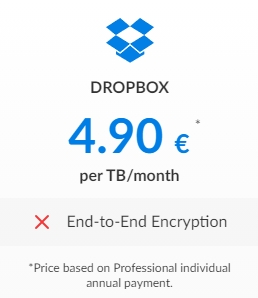 DROPBOX
4.90 € *
per TB/month
End-to-End Encryption
*Price based on Professional individual
annual payment.